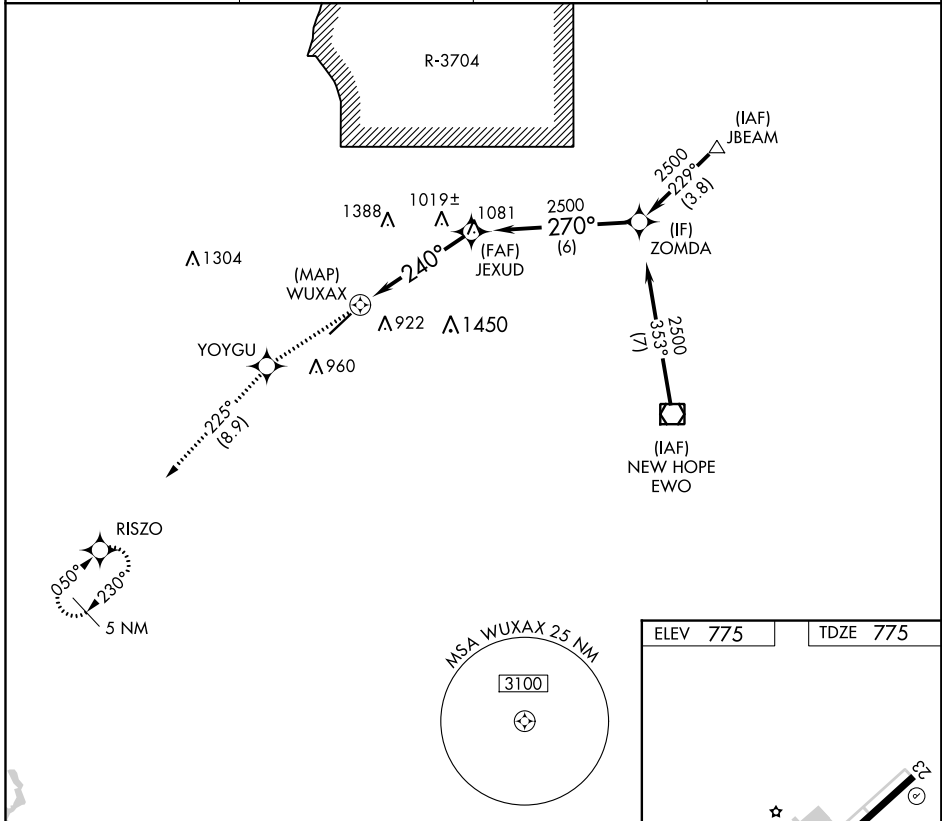 R-3704
(IAF)
JBEAM
2500
229°
(3.8)
1388
1019±
1081
2500
270°
(6)
(IF)
ZOMDA
(FAF)
JEXUD
240°
1304
(MAP)
WUXAX
922
1450
2500
353°
(7)
YOYGU
960
225°
(8.9)
(IAF)
NEW HOPE
EWO
RISZO
050°
230°
5 NM
MSA WUXAX 25 NM
3100
ELEV 775
TDZE 775
23